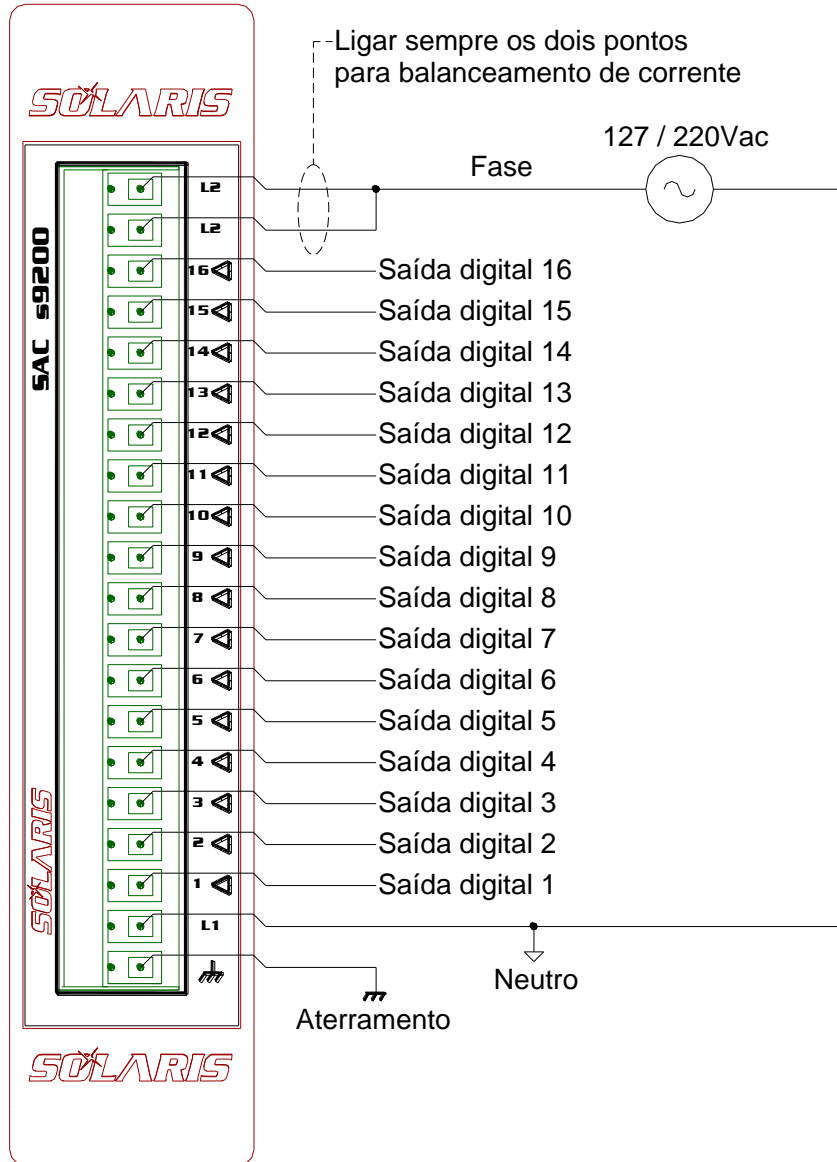 Ligar sempre os dois pontos
para balanceamento de corrente
SOLARIS
127 / 220Vac
Fase
L2
L2
SAC s9200
16 Saída digital 16
15 Saída digital 15
14 Saída digital 14
13 Saída digital 13
12 Saída digital 12
11 Saída digital 11
10 Saída digital 10
9 Saída digital 9
8 Saída digital 8
7 Saída digital 7
6 Saída digital 6
5 Saída digital 5
4 Saída digital 4
3 Saída digital 3
2 Saída digital 2
1 Saída digital 1
SOLARIS
L1
Neutro
Aterramento
SOLARIS